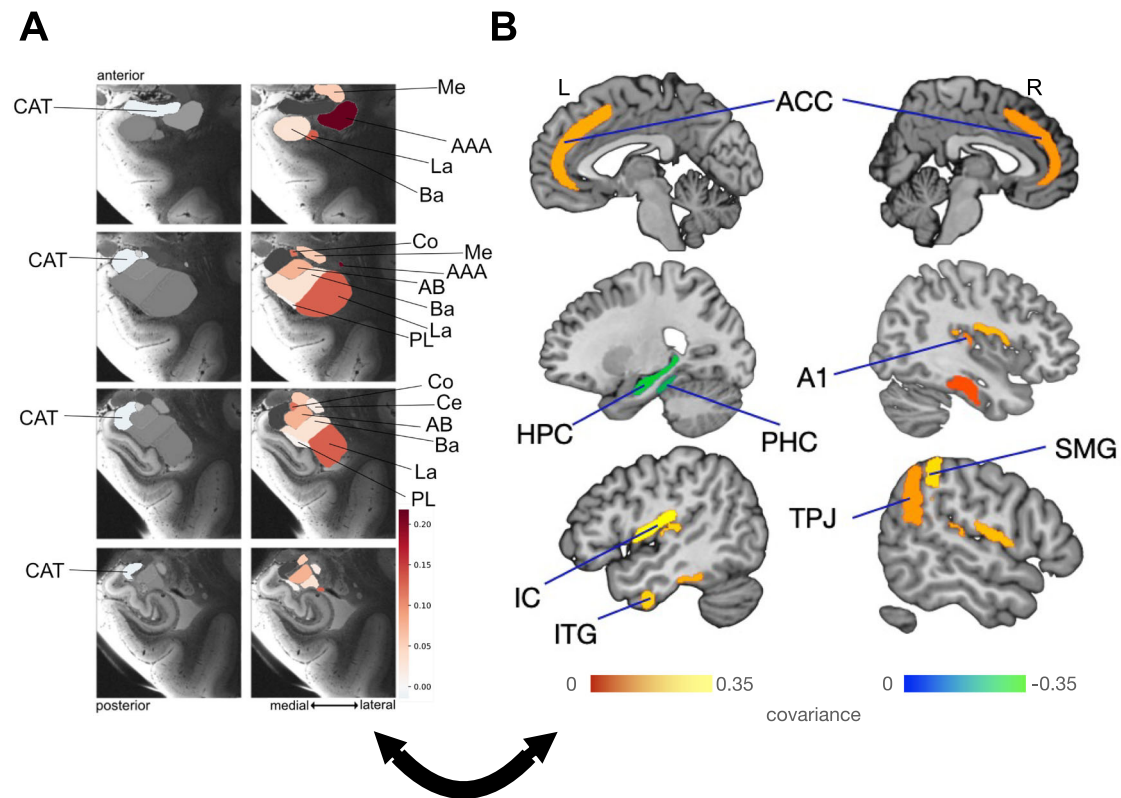 A
anterior
CAT
Me
AAA
La
Ba
CAT
Co
Me
AAA
AB
Ba
La
PL
CAT
Co
Ce
AB
Ba
La
PL
CAT
0.20
0.15
0.10
0.05
0.00
posterior
medial
lateral
B
L
R
ACC
A1
HPC
PHC
SMG
TPJ
IC
ITG
0
0.35
0
-0.35
covariance